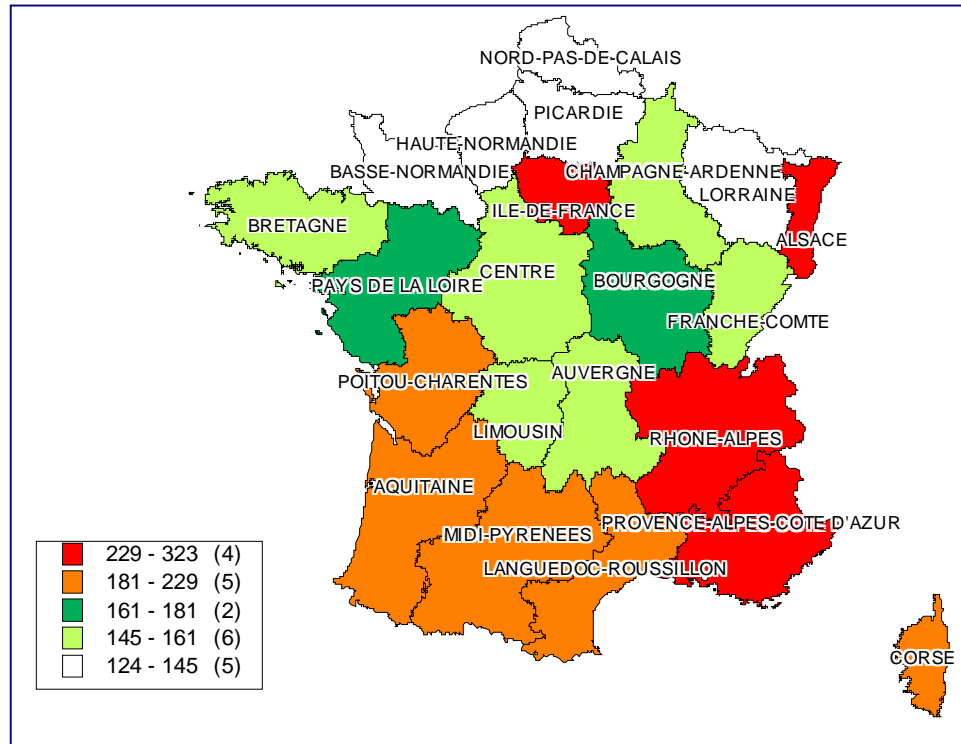 NORD-PAS-DE-CALAIS
PICARDIE
HAUTE-NORMANDIE
BASSE-NORMANDIE
CHAMPAGNE-ARDENNE
LORRAINE
ILE-DE-FRANCE
BRETAGNE
ALSACE
PAYS DE LA LOIRE
CENTRE
BOURGOGNE
FRANCHE-COMTE
POITOU-CHARENTES
AUVERGNE
LIMOUSIN
RHONE-ALPES
AQUITAINE
MIDI-PYRENEES
PROVENCE-ALPES-COTE D'AZUR
LANGUEDOC-ROUSSILLON
CORSE
229 - 323 (4)
181 - 229 (5)
161 - 181 (2)
145 - 161 (6)
124 - 145 (5)